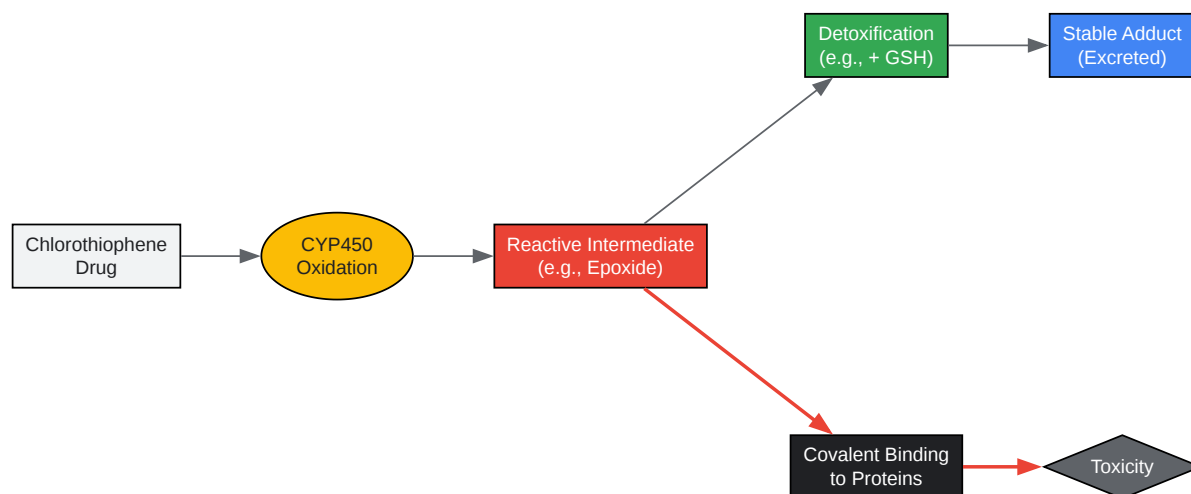 Detoxification
(e.g., + GSH)
Stable Adduct
(Excreted)
Chlorothiophene
Drug
CYP450
Oxidation
Reactive Intermediate
(e.g., Epoxide)
Covalent Binding
to Proteins
Toxicity